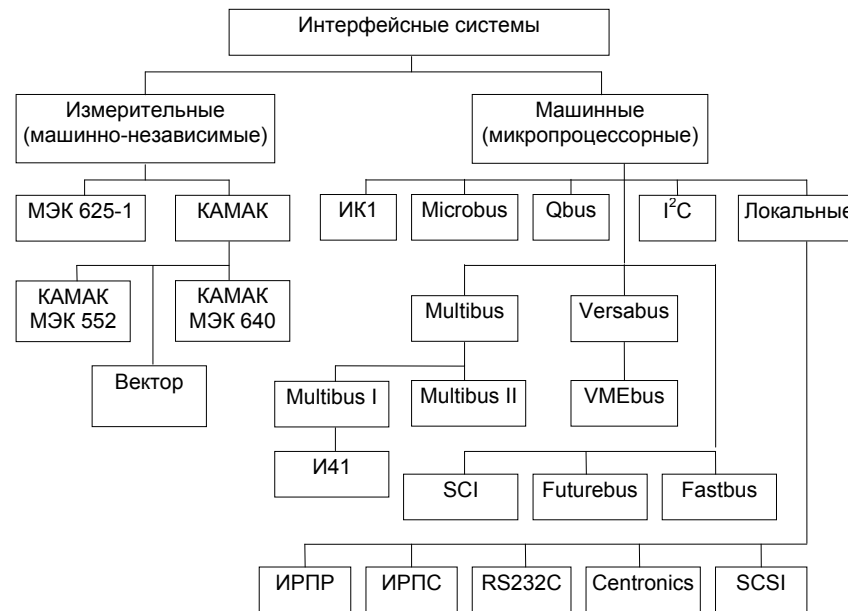 Интерфейсные системы
Измерительные
(машинно-независимые)
Машинные
(микропроцессорные)
МЭК 625-1
КАМАК
ИК1
Microbus
Qbus
I²C
Локальные
КАМАК
МЭК 552
КАМАК
МЭК 640
Multibus
Versabus
Вектор
Multibus I
Multibus II
VMEbus
И41
SCI
Futurebus
Fastbus
ИРПР
ИРПС
RS232C
Centronics
SCSI